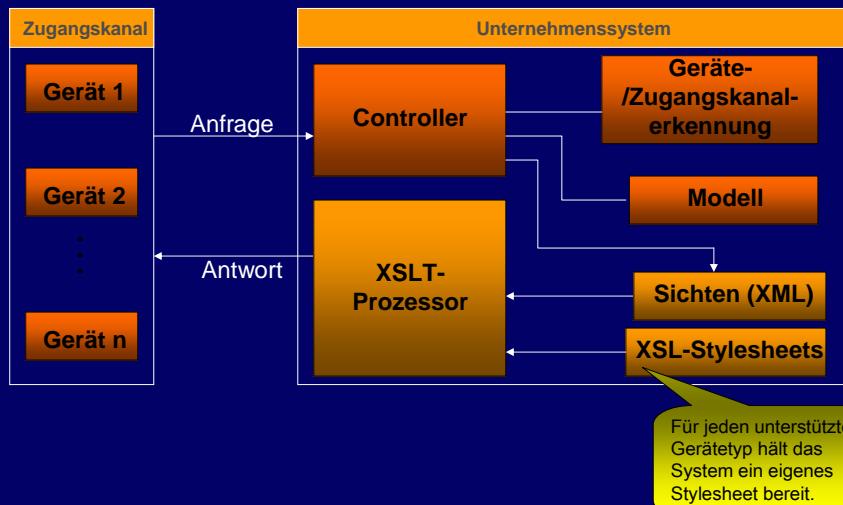 Zugangskanal
Unternehmenssystem
Gerät 1
Gerät 2
Gerät n
Anfrage
Antwort
Controller
Geräte-
/Zugangskanal-
erkennung
Modell
XSLT-
Prozessor
Sichten (XML)
XSL-Stylesheets
Für jeden
Gerätetyp hält das
System ein eigenes
Stylesheet bereit.